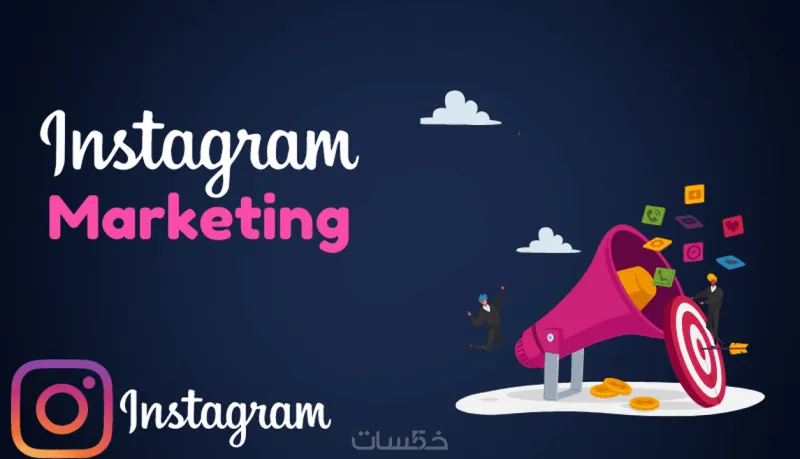 Instagram
Marketing
Instagram
خمسات